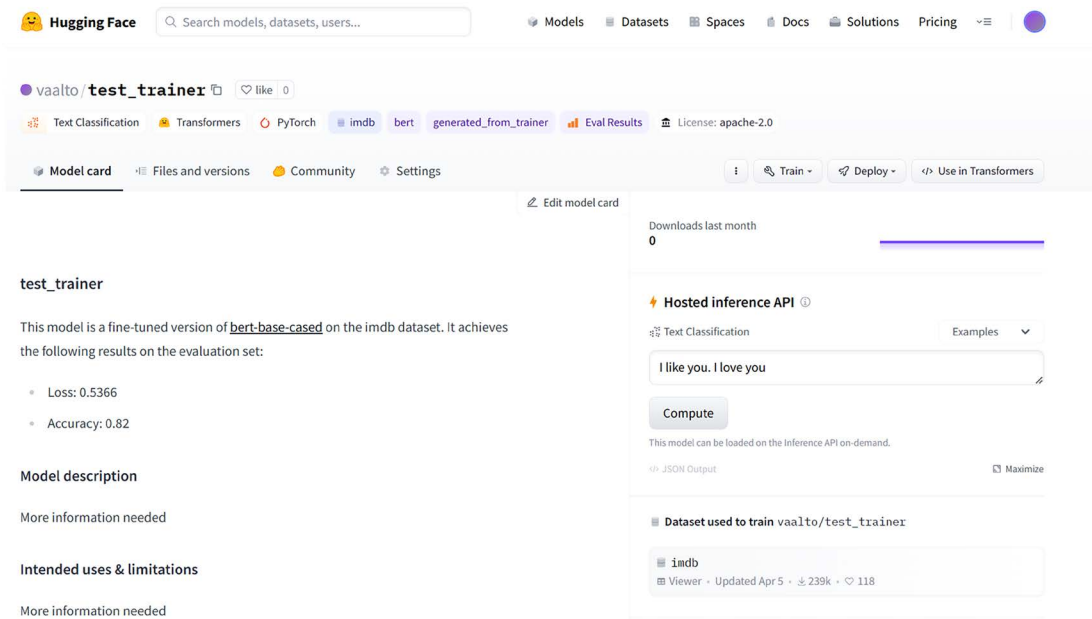 Hugging Face
Search models, datasets, users...
Models
Datasets
Spaces
Docs
Solutions
Pricing
vaalto/test_trainer
like 0
Text Classification
Transformers
PyTorch
imdb
bert
generated_from_trainer
Eval Results
License: apache-2.0
Model card
Files and versions
Community
Settings
Train
Deploy
</> Use in Transformers
Edit model card
test_trainer
This model is a fine-tuned version of bert-base-cased on the imdb dataset. It achieves
the following results on the evaluation set:
• Loss: 0.5366
• Accuracy: 0.82
Model description
More information needed
Intended uses & limitations
More information needed
Downloads last month
0
Hosted inference API
Text Classification
Examples
I like you. I love you
Compute
This model can be loaded on the Inference API on-demand.
</> JSON Output
Maximize
Dataset used to train vaalto/test_trainer
imdb
Viewer • Updated Apr 5 • 239k • 118